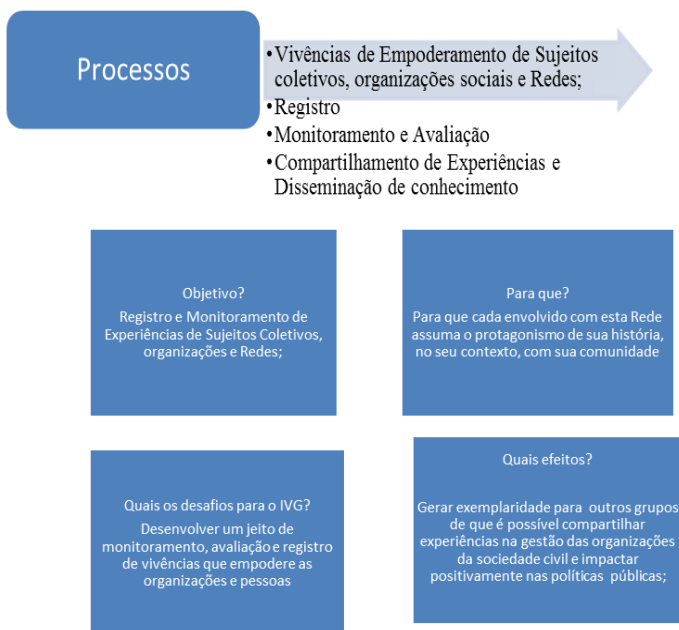 Processos
•Vivências de Empoderamento de Sujeitos
coletivos, organizações sociais e Redes;
•Registro
•Monitoramento e Avaliação
•Compartilhamento de Experiências e
Disseminação de conhecimento
Objetivo?
Registro e Monitoramento de
Experiências de Sujeitos Coletivos,
organizações e Redes;
Para que?
Para que cada envolvido com esta Rede
assuma o protagonismo de sua história,
no seu contexto, com sua comunidade
Quais os desafios para o IVG?
Desenvolver um jeito de
monitoramento, avaliação e registro
de vivências que empodere as
organizações e pessoas
Quais efeitos?
Gerar exemplaridade para outros grupos
de que é possível compartilhar
experiências na gestão das organizações
da sociedade civil e impactar
positivamente nas políticas públicas;